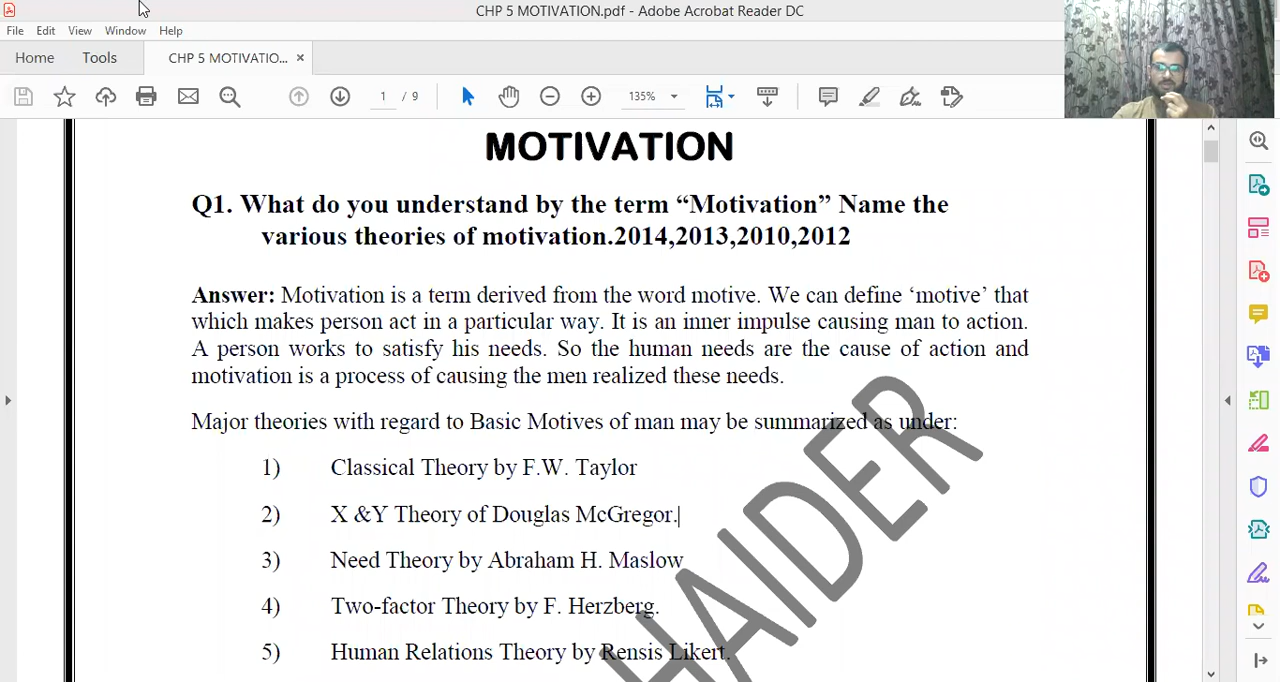 CHP 5 MOTIVATION.pdf - Adobe Acrobat Reader DC
File Edit View Window Help
Home Tools CHP 5 MOTIVATIO... ×
1 / 9 135%
MOTIVATION
Q1. What do you understand by the term “Motivation” Name the
various theories of motivation.2014,2013,2010,2012
Answer: Motivation is a term derived from the word motive. We can define ‘motive’ that
which makes person act in a particular way. It is an inner impulse causing man to action.
A person works to satisfy his needs. So the human needs are the cause of action and
motivation is a process of causing the men realized these needs.
Major theories with regard to Basic Motives of man may be summarized as under:
1) Classical Theory by F.W. Taylor
2) X &Y Theory of Douglas McGregor.
3) Need Theory by Abraham H. Maslow
4) Two-factor Theory by F. Herzberg.
5) Human Relations Theory by Rensis Likert.
HAIDER